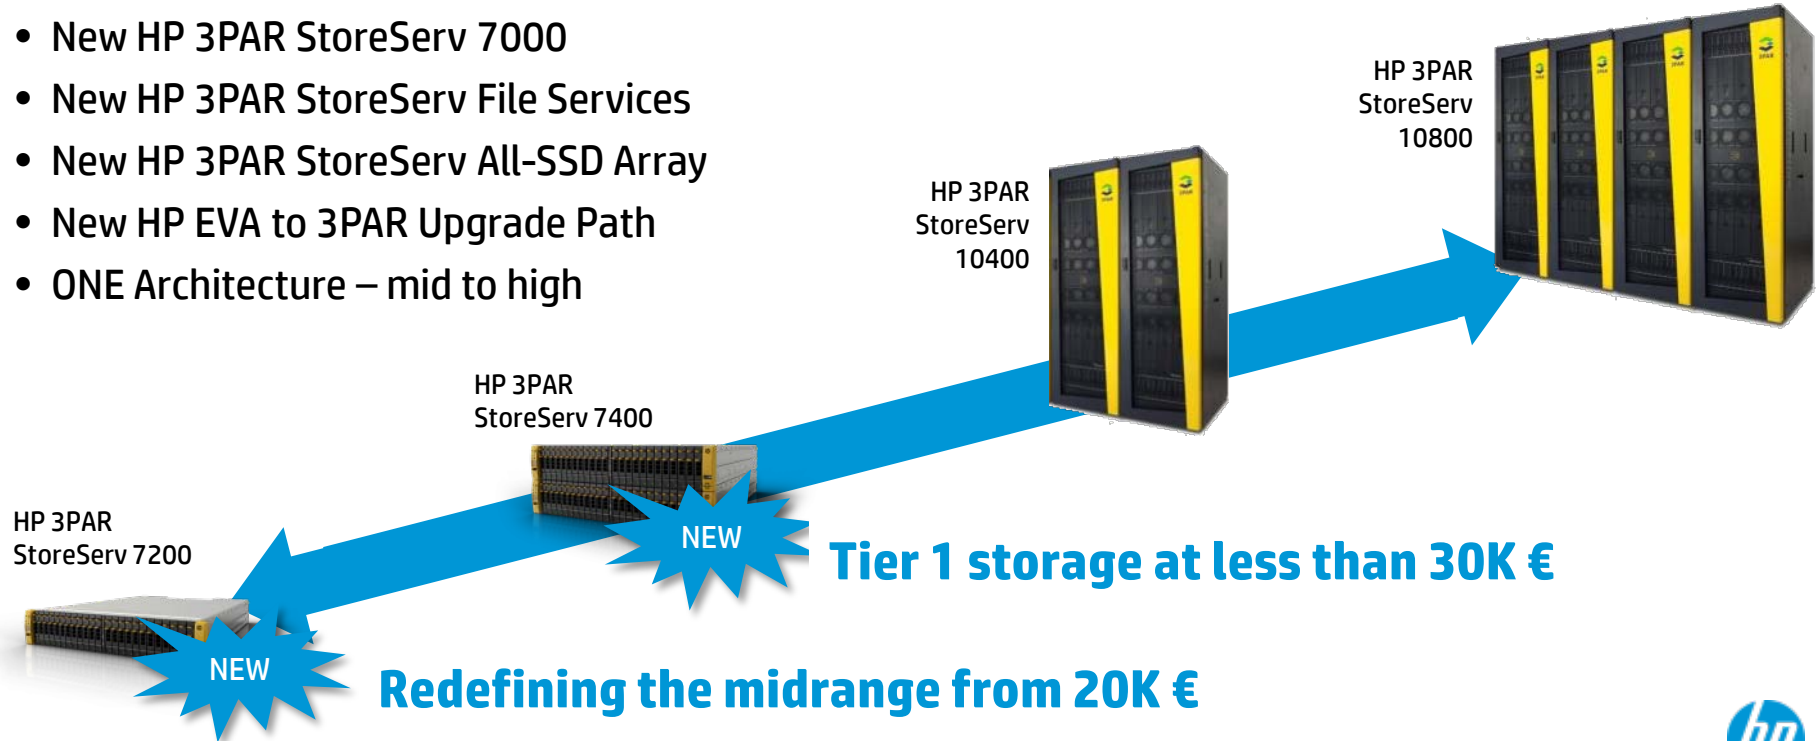 • New HP 3PAR StoreServ 7000
• New HP 3PAR StoreServ File Services
• New HP 3PAR StoreServ All-SSD Array
• New HP EVA to 3PAR Upgrade Path
• ONE Architecture – mid to high
HP 3PAR
StoreServ
10800
HP 3PAR
StoreServ
10400
HP 3PAR
StoreServ 7400
NEW
Tier 1 storage at less than 30K €
HP 3PAR
StoreServ 7200
NEW
Redefining the midrange from 20K €
hp